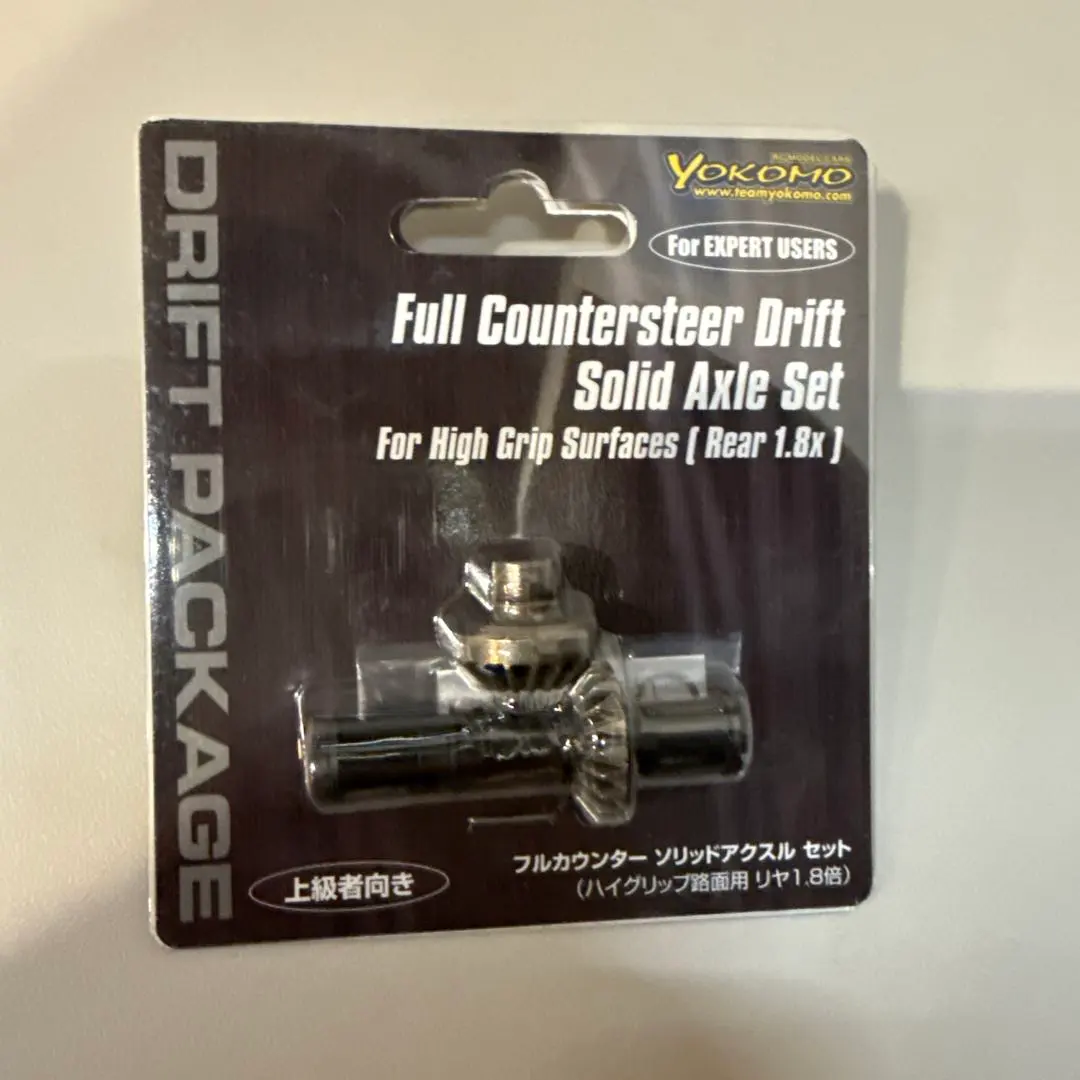 DRIFT PACKAGE
YOKOMO
www.teamyokomo.com
For EXPERT USERS
Full Countersteer Drift
Solid Axle Set
For High Grip Surfaces [ Rear 1.8x ]
フルカウンター ソリッドアクスル セット
(ハイグリップ路面用 リヤ1.8倍)
上級者向き